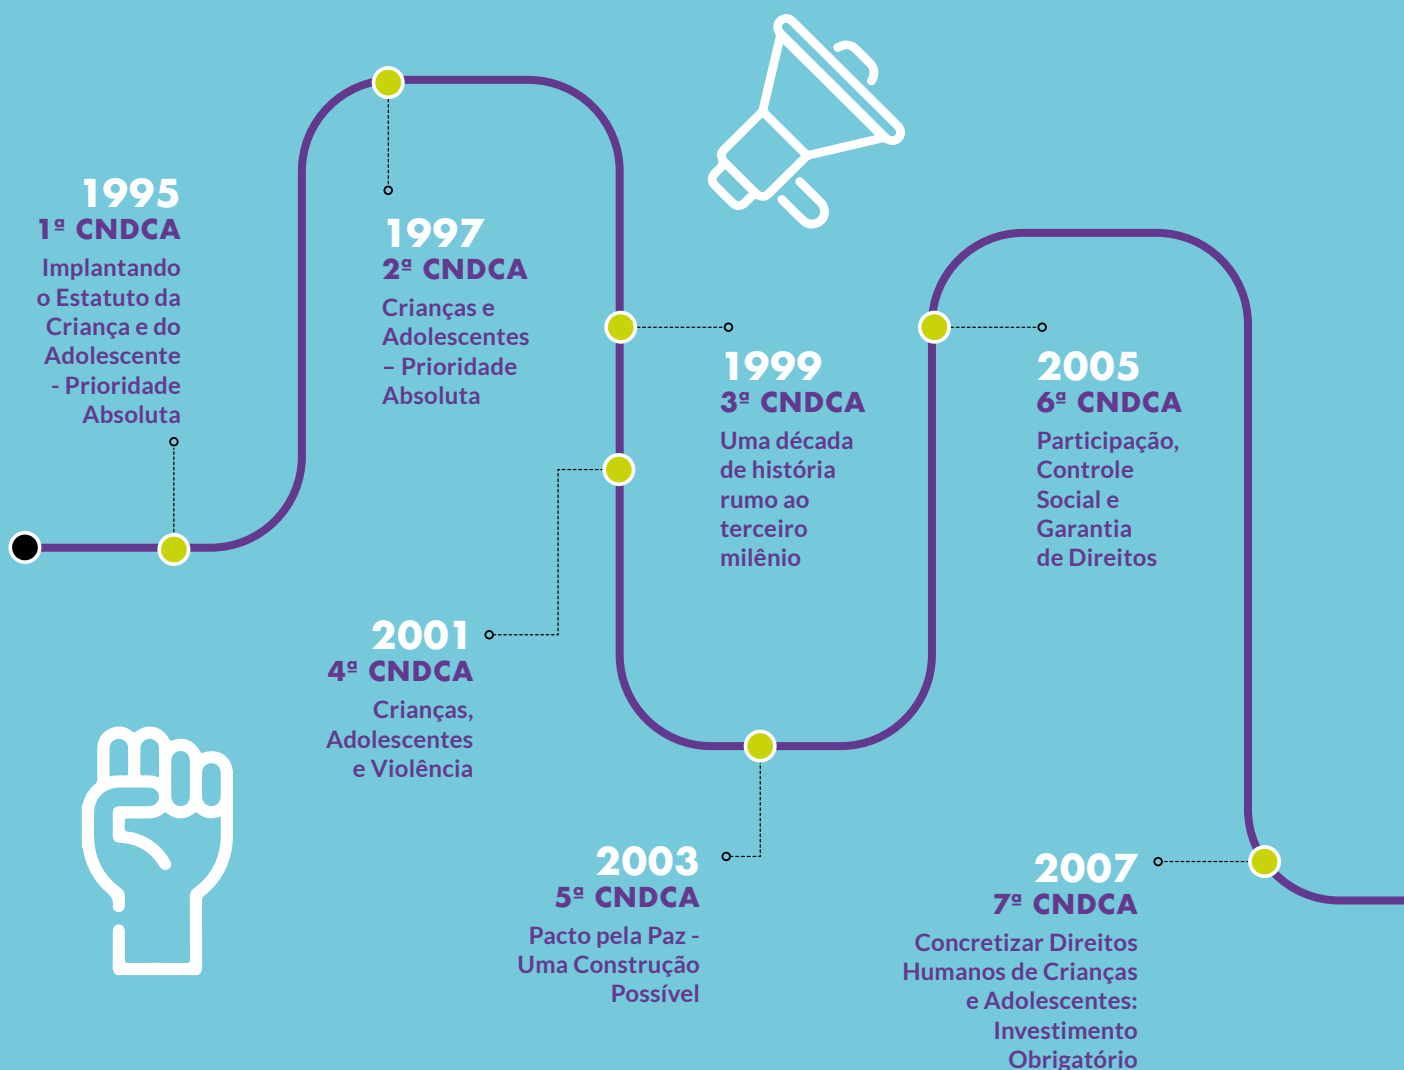 1995
1ª CNDCA
Implantando
o Estatuto da
Criança e do
Adolescente
- Prioridade
Absoluta
1997
2ª CNDCA
Crianças e
Adolescentes
– Prioridade
Absoluta
1999
3ª CNDCA
Uma década
de história
rumo ao
terceiro
milênio
2001
4ª CNDCA
Crianças,
Adolescentes
e Violência
2003
5ª CNDCA
Pacto pela Paz -
Uma Construção
Possível
2005
6ª CNDCA
Participação,
Controle
Social e
Garantia
de Direitos
2007
7ª CNDCA
Concretizar Direitos
Humanos de Crianças
e Adolescentes:
Investimento
Obrigatório